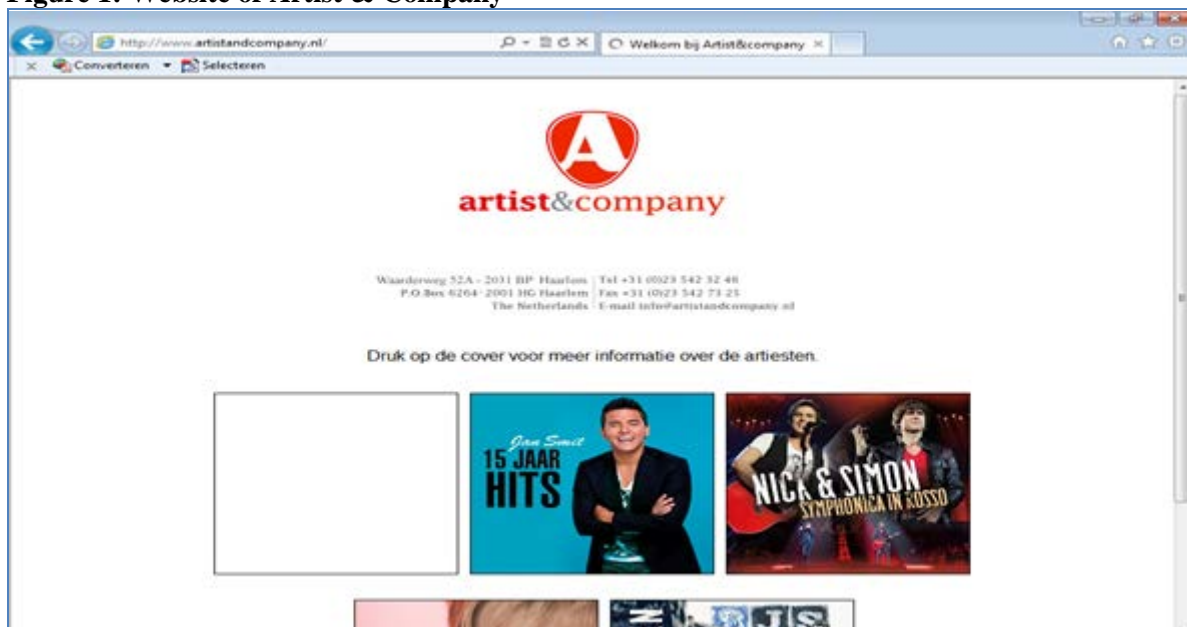 Figure 1: Website of Artist & Company
http://www.artistandcompany.nl/
Welkom bij Artist&company
Converteren Selecteren
A
artist&company
Waarderweg 52A - 2031 BP Haarlem Tel +31 (0)23 542 32 48
P.O.Box 6264 - 2001 HG Haarlem Fax +31 (0)23 542 73 25
The Netherlands E-mail info@artistandcompany.nl
Druk op de cover voor meer informatie over de artiesten.
Jan Smit
15 JAAR
HITS
NICK & SIMON
SYMPHONICA IN ROSSO